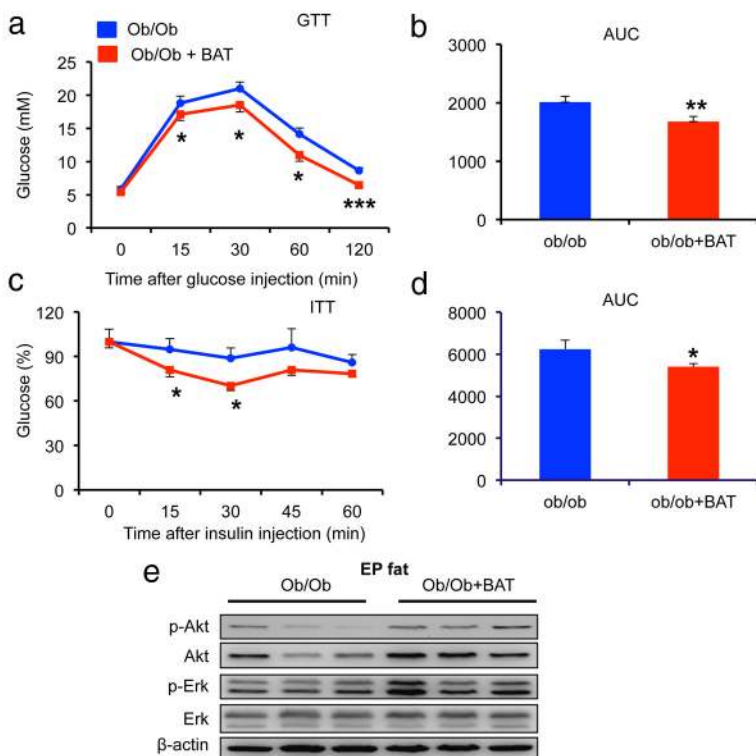 a
Ob/Ob
GTT
Ob/Ob + BAT
25
20
15
10
5
0
Glucose (mM)
*
*
*
***
0 15 30 60 120
Time after glucose injection (min)
b
AUC
3000
2000
1000
0
**
ob/ob ob/ob+BAT
c
ITT
120
90
60
30
0
Glucose (%)
*
*
0 15 30 45 60
Time after insulin injection (min)
d
AUC
8000
6000
4000
2000
0
*
ob/ob ob/ob+BAT
e
EP fat
Ob/Ob Ob/Ob+BAT
p-Akt
Akt
p-Erk
Erk
β-actin